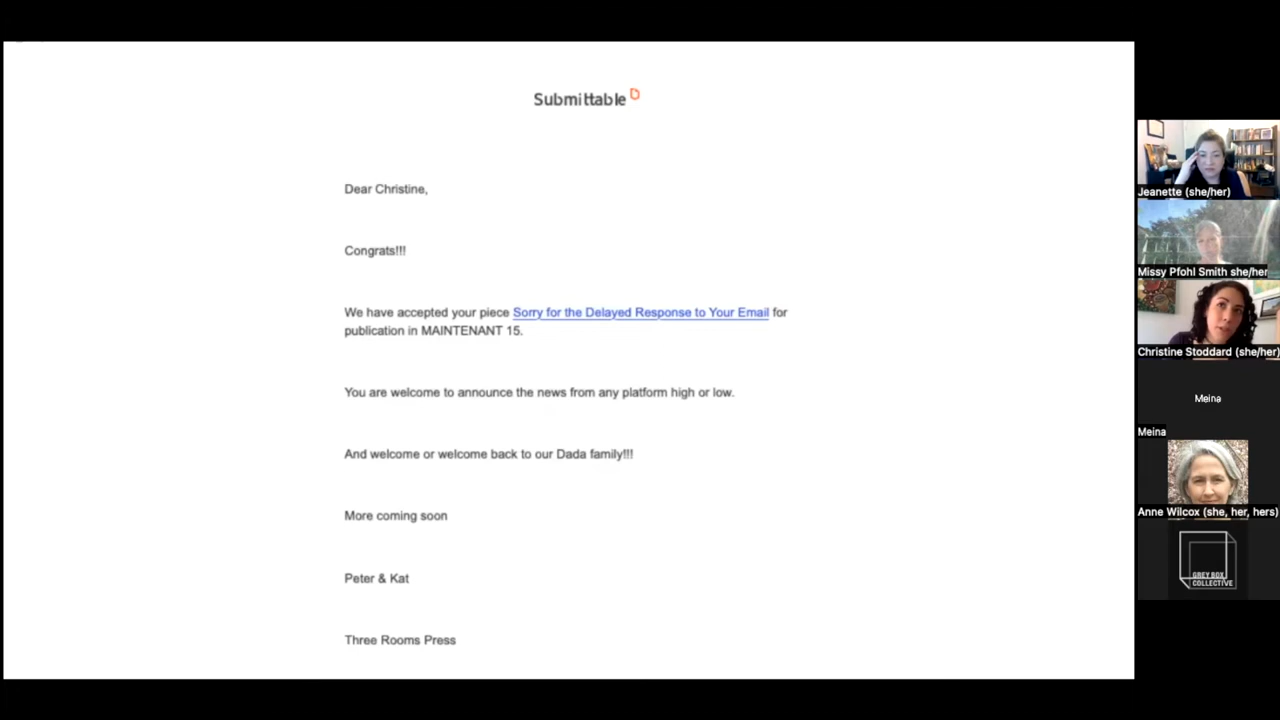 Submittable
Dear Christine,
Congrats!!!
We have accepted your piece Sorry for the Delayed Response to Your Email for
publication in MAINTENANT 15.
You are welcome to announce the news from any platform high or low.
And welcome or welcome back to our Dada family!!!
More coming soon
Peter & Kat
Three Rooms Press
Jeanette (she/her)
Missy Pfohl Smith she/her
Christine Stoddard (she/her)
Meina
Meina
Anne Wilcox (she, her, hers)
GREY BOX
COLLECTIVE